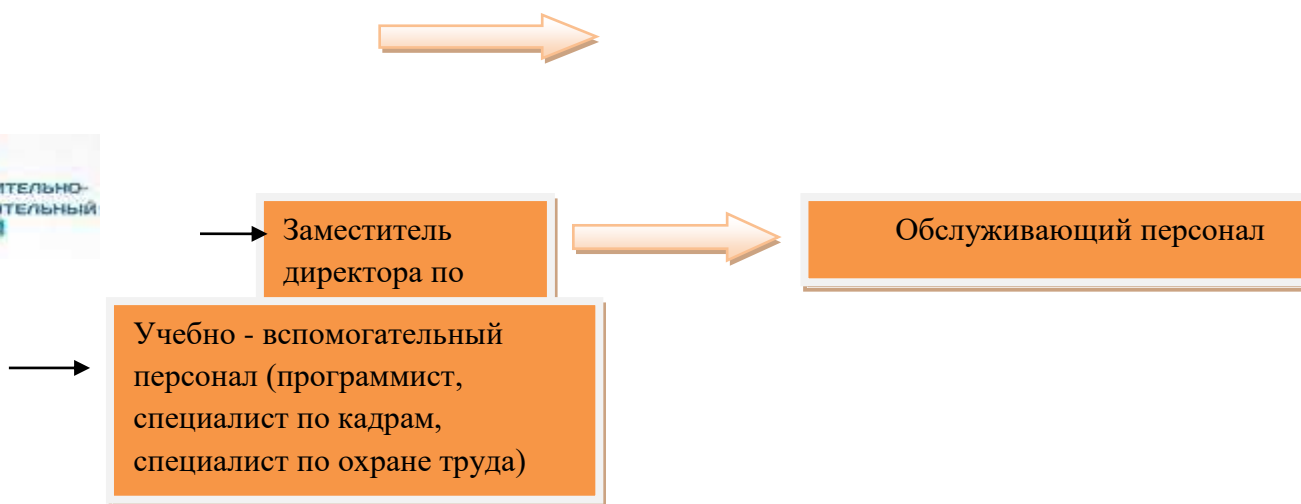 Заместитель
директора по
Обслуживающий персонал
Учебно - вспомогательный
персонал (программист,
специалист по кадрам,
специалист по охране труда)